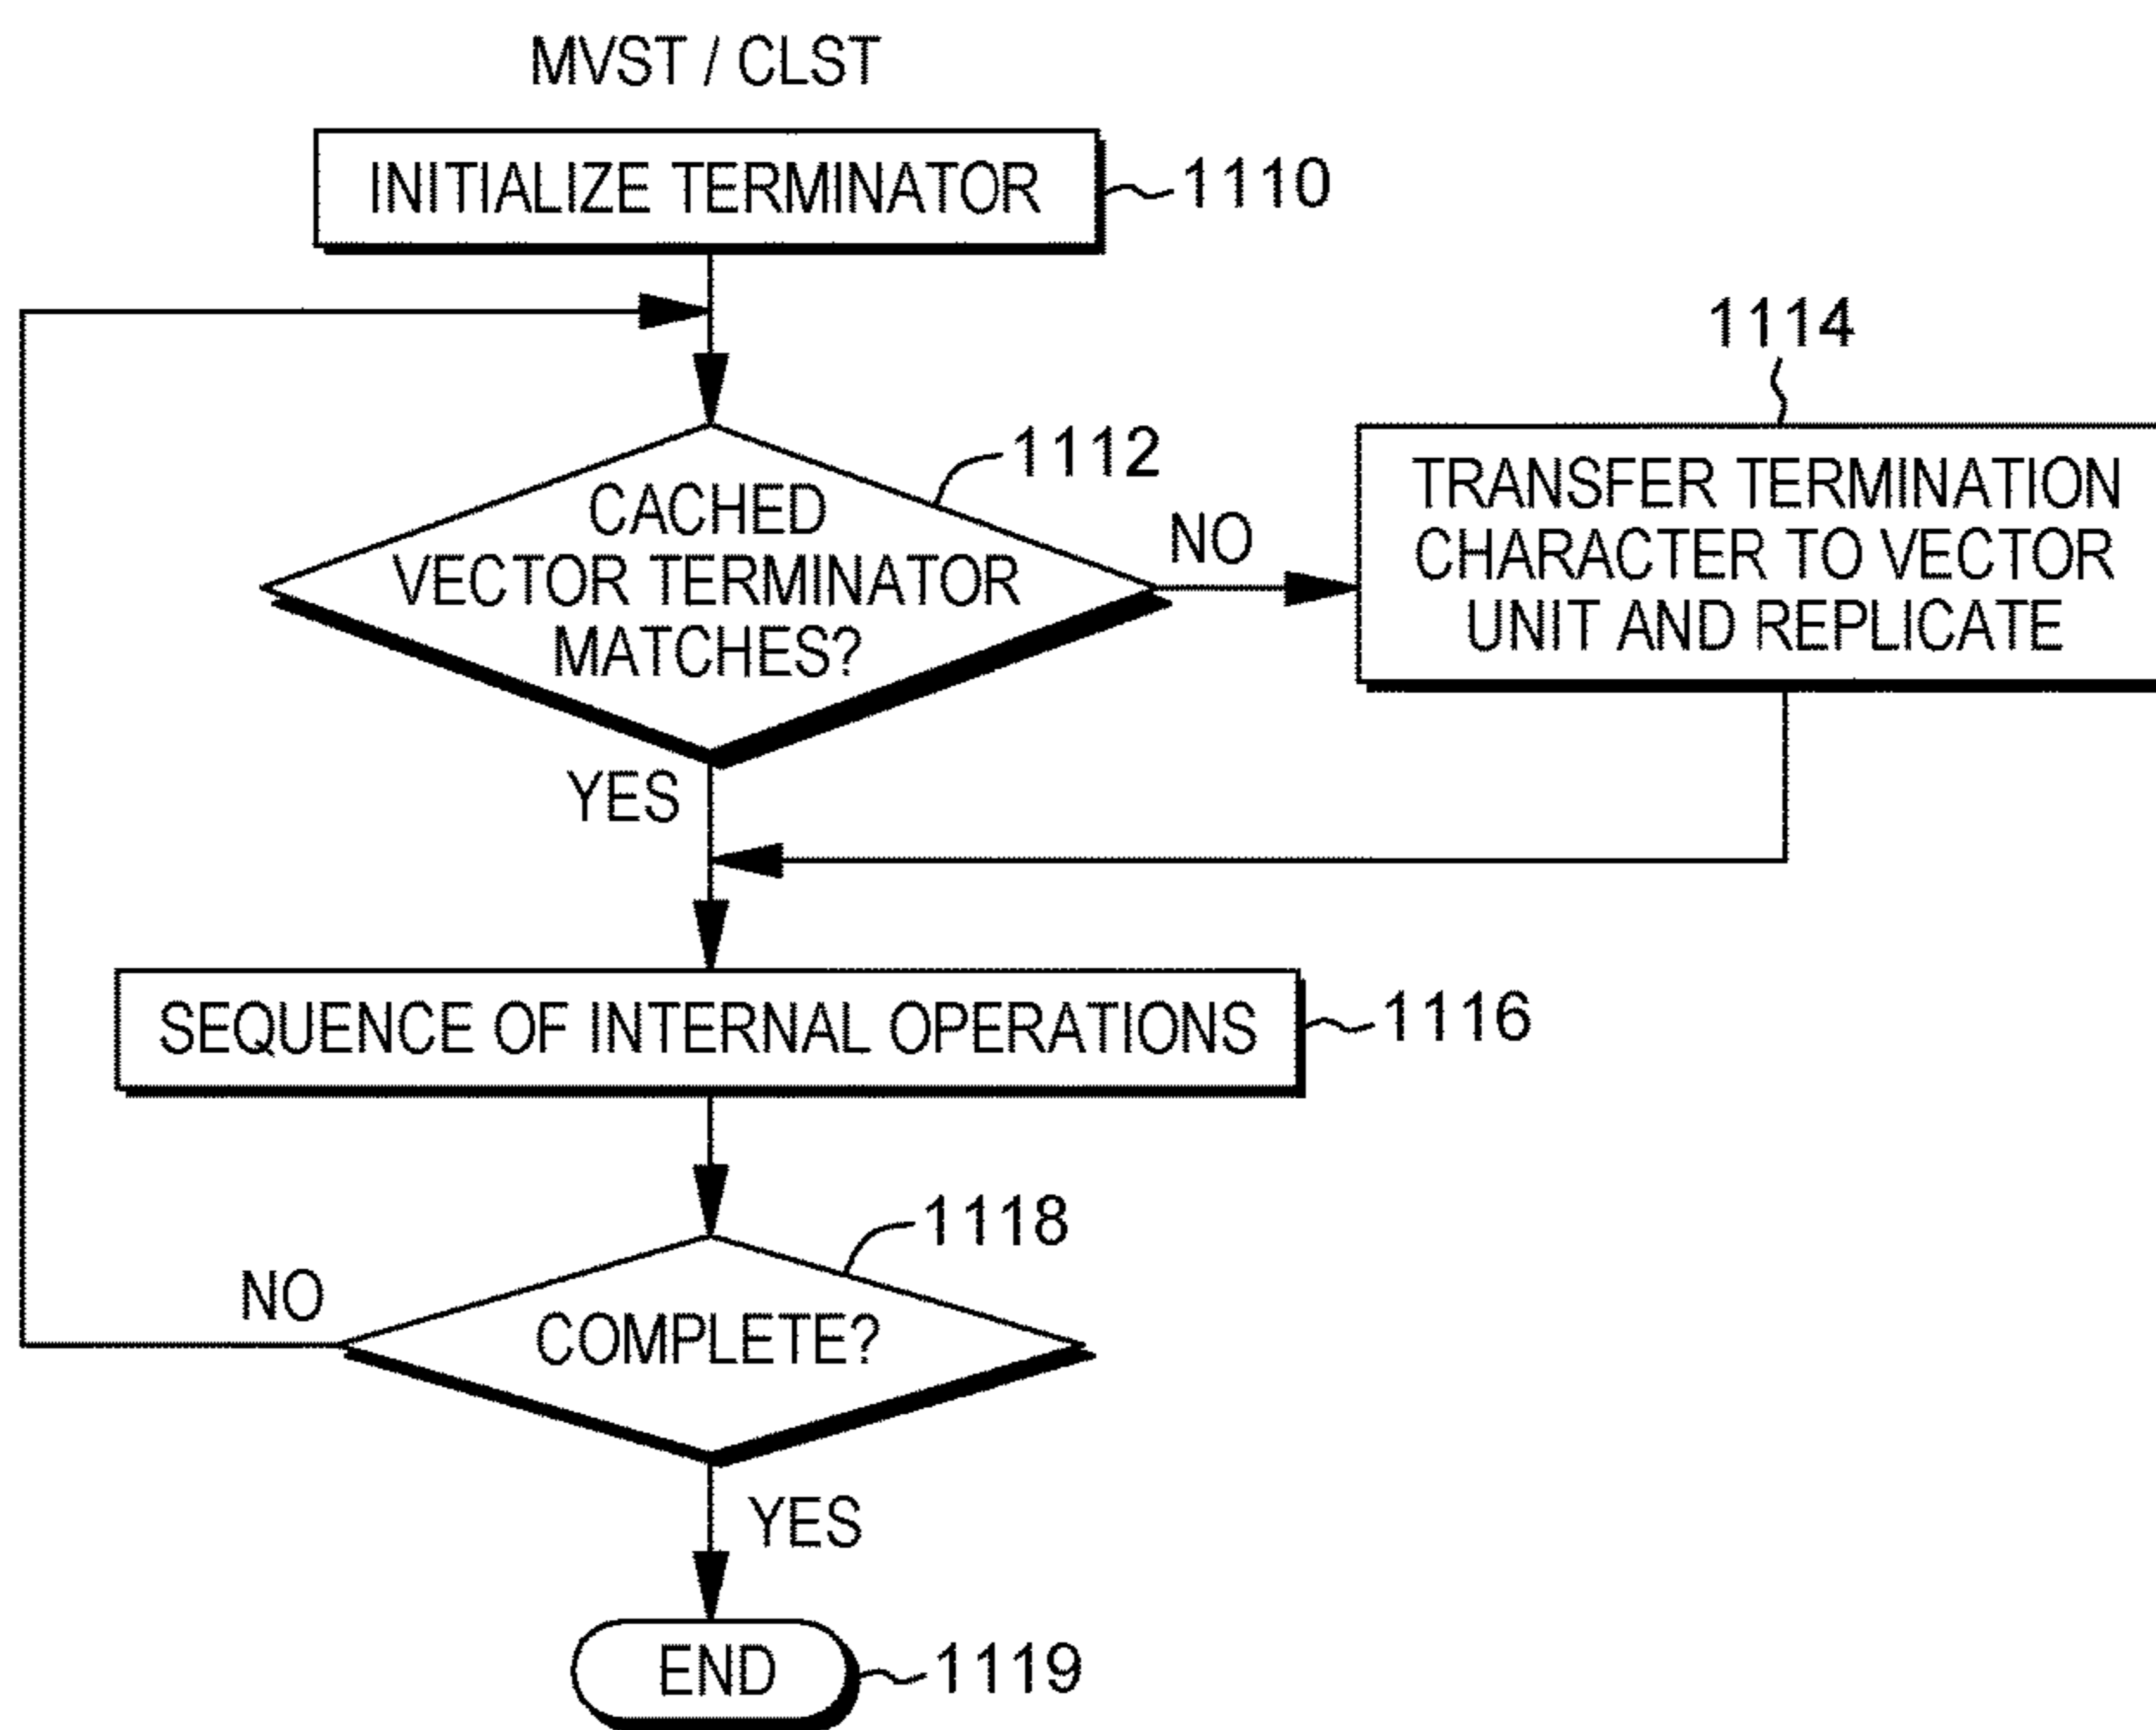 MVST / CLST
INITIALIZE TERMINATOR
1110
1114
1112
CACHED
VECTOR TERMINATOR
MATCHES?
NO
TRANSFER TERMINATION
CHARACTER TO VECTOR
UNIT AND REPLICATE
YES
SEQUENCE OF INTERNAL OPERATIONS
1116
1118
NO
COMPLETE?
YES
END
1119